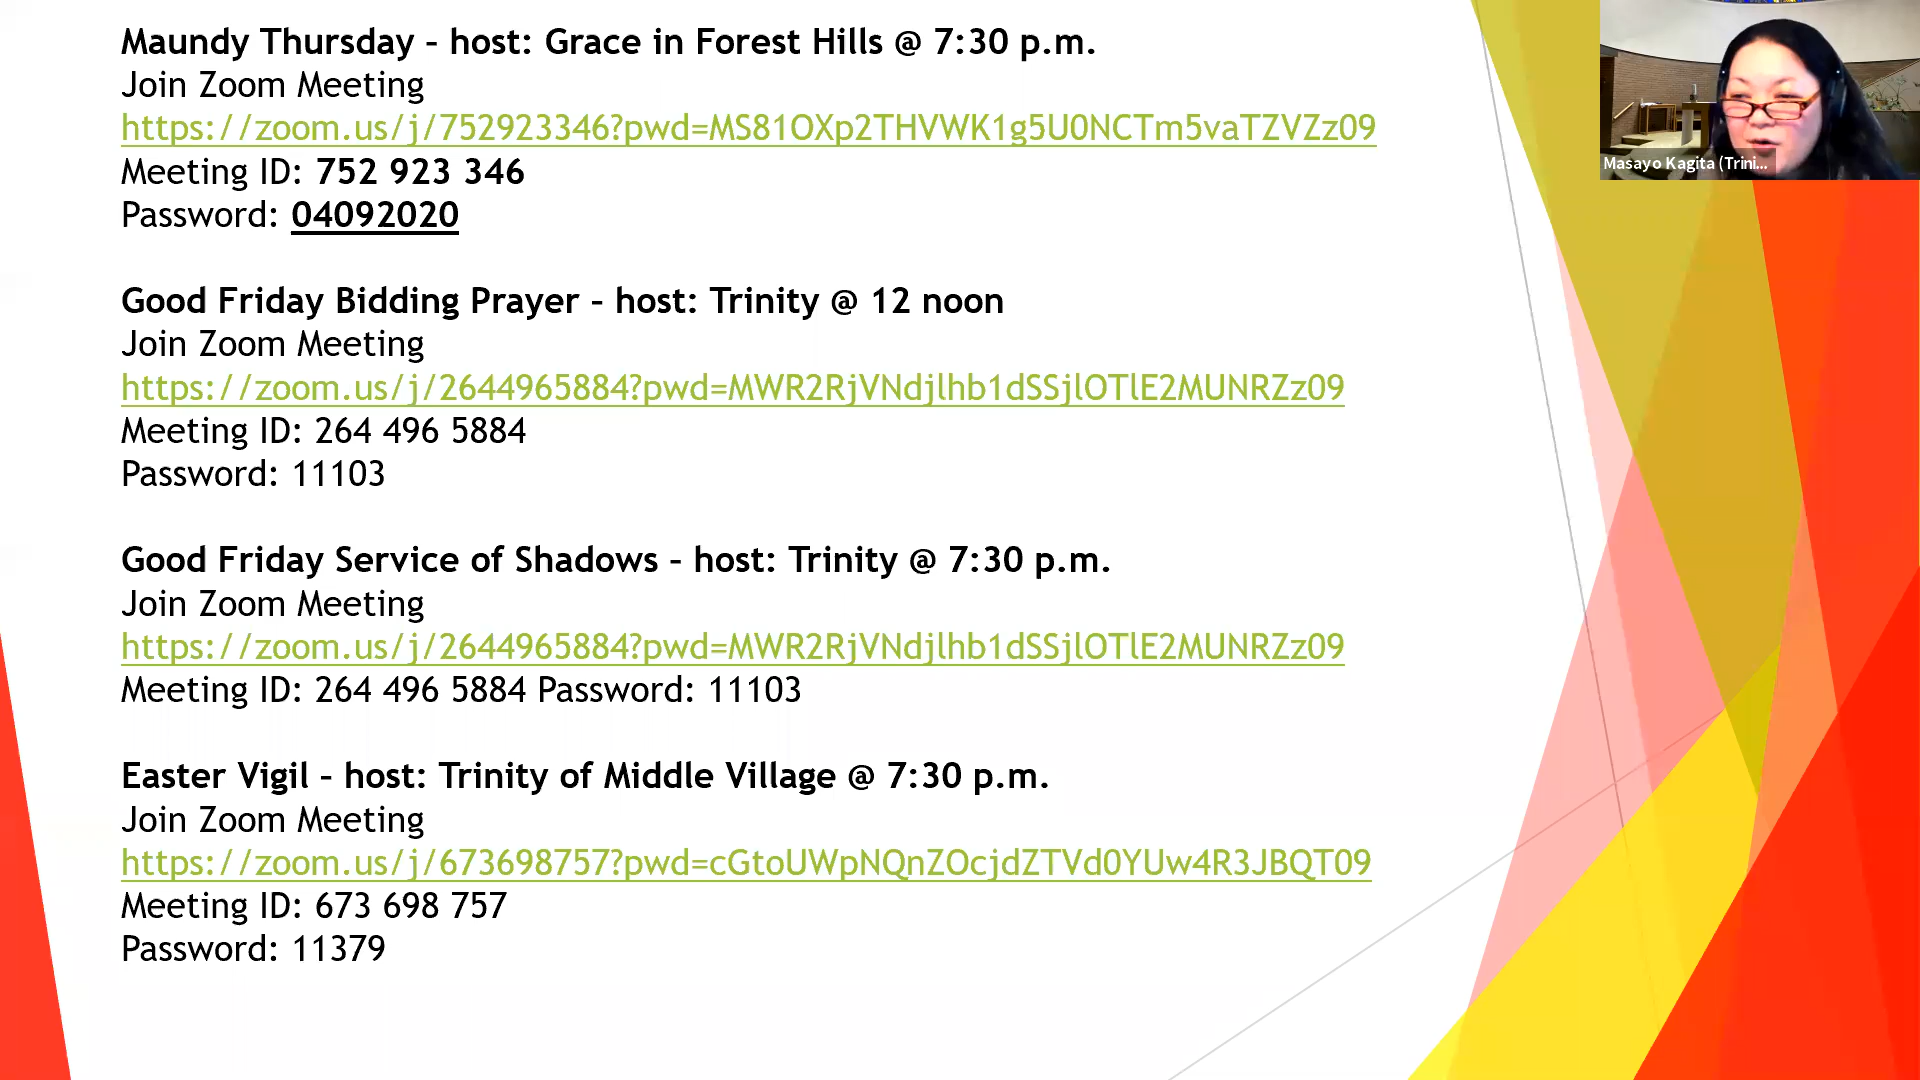 Maundy Thursday – host: Grace in Forest Hills @ 7:30 p.m.
Join Zoom Meeting
https://zoom.us/j/752923346?pwd=MS81OXp2THVWK1g5U0NCTm5vaTZVZz09
Meeting ID: 752 923 346
Password: 04092020
Good Friday Bidding Prayer – host: Trinity @ 12 noon
Join Zoom Meeting
https://zoom.us/j/2644965884?pwd=MWR2RjVNdjlhb1dSSjlOTlE2MUNRZz09
Meeting ID: 264 496 5884
Password: 11103
Good Friday Service of Shadows – host: Trinity @ 7:30 p.m.
Join Zoom Meeting
https://zoom.us/j/2644965884?pwd=MWR2RjVNdjlhb1dSSjlOTlE2MUNRZz09
Meeting ID: 264 496 5884 Password: 11103
Easter Vigil – host: Trinity of Middle Village @ 7:30 p.m.
Join Zoom Meeting
https://zoom.us/j/673698757?pwd=cGtoUWpNQnZOcjdZTVd0YUw4R3JBQT09
Meeting ID: 673 698 757
Password: 11379
Masayo Kagita (Trini...